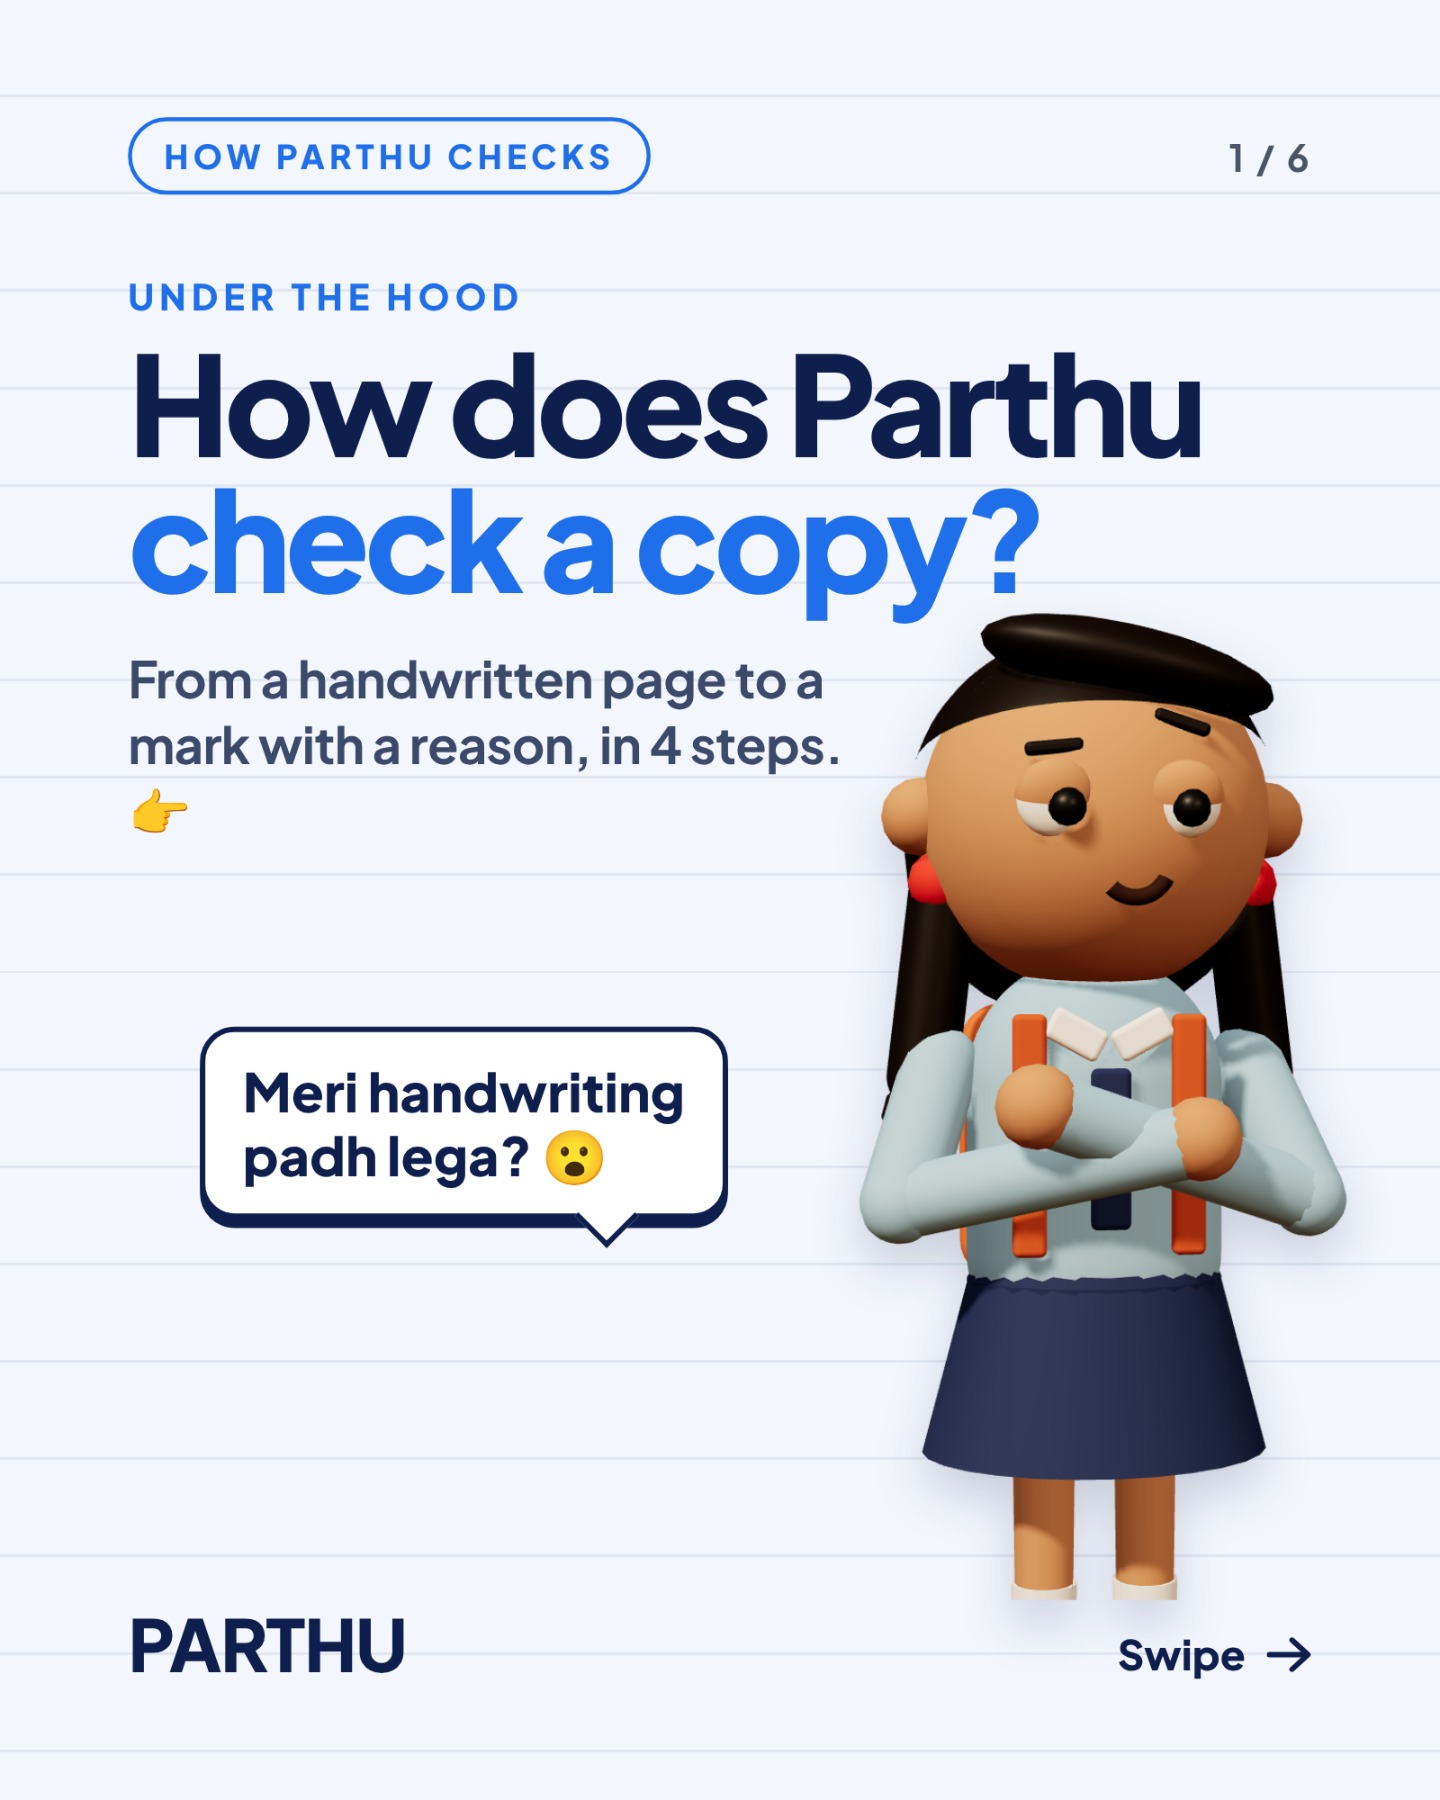 HOW PARTHU CHECKS
1 / 6
UNDER THE HOOD
How does Parthu
check a copy?
From a handwritten page to a
mark with a reason, in 4 steps.
👉
Meri handwriting
padh lega? 😮
PARTHU
Swipe →